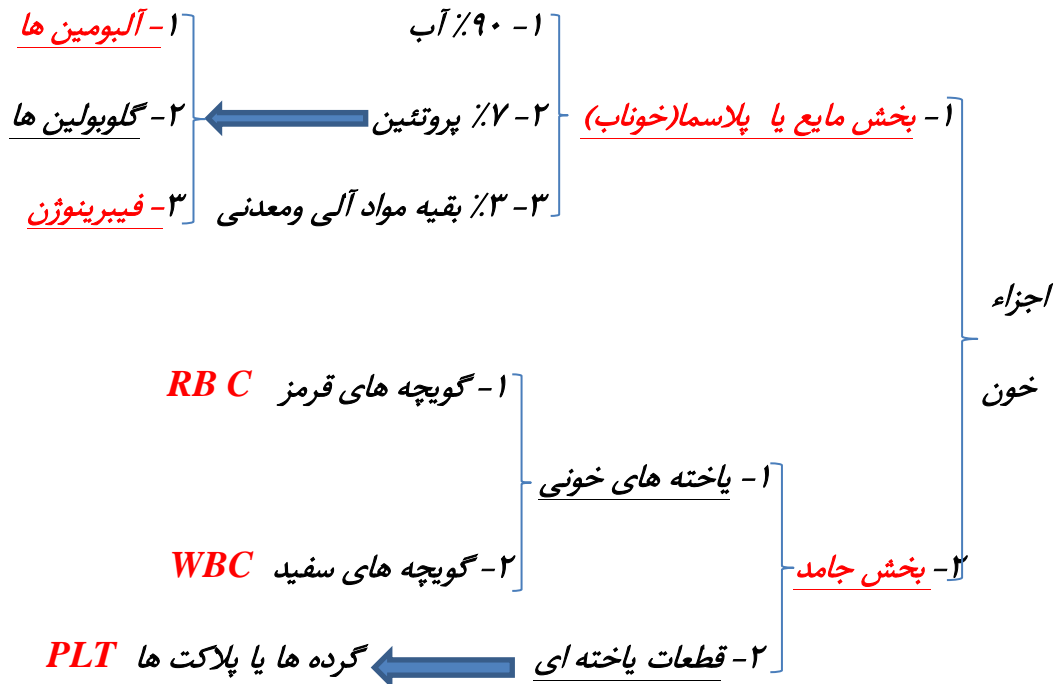 اجزاء
خون
۱- بخش مایع یا پلاسما(خوناب)
۱- ۹۰٪ آب
۲- ۷٪ پروتئین
۱- آلبومین ها
۲- گلوبولین ها
۳- فیبرینوژن
۳- ۳٪ بقیه مواد آلی ومعدنی
۲- بخش جامد
۱- یاخته های خونی
۱- گویچه های قرمز RB C
۲- گویچه های سفید WBC
۲- قطعات یاخته ای
گرده ها یا پلاکت ها PLT